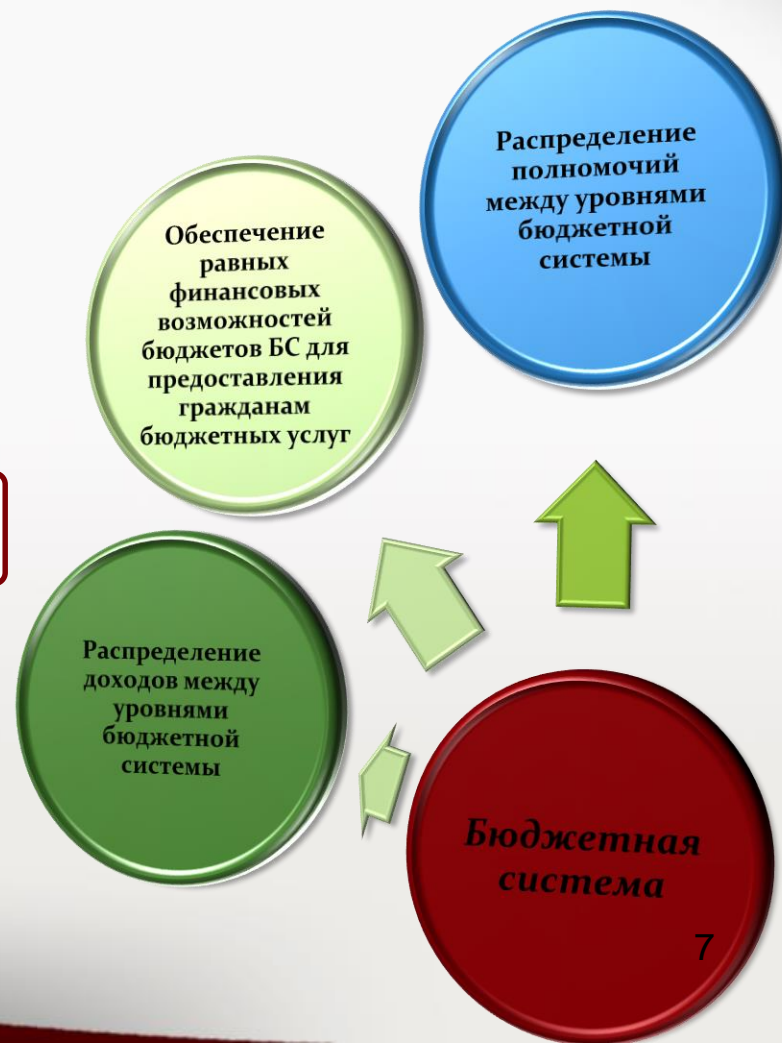 Распределение
полномочий
между уровнями
бюджетной
системы
Обеспечение
равных
финансовых
возможностей
бюджетов БС для
предоставления
гражданам
бюджетных услуг
Распределение
доходов между
уровнями
бюджетной
системы
Бюджетная
система
7